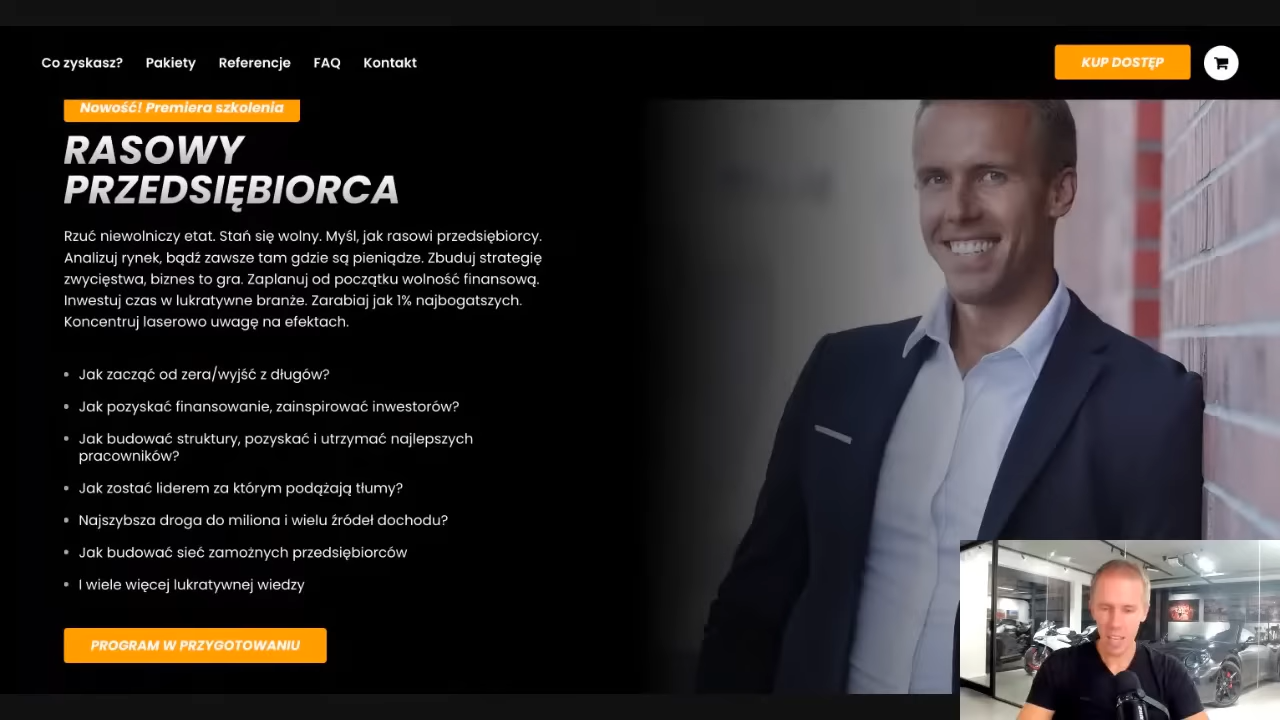 Co zyskasz? Pakiety Referencje FAQ Kontakt
KUP DOSTĘP
Nowość! Premiera szkolenia
RASOWY
PRZEDSIĘBIORCA
Rzuć niewolniczy etat. Stań się wolny. Myśl, jak rasowi przedsiębiorcy.
Analizuj rynek, bądź zawsze tam gdzie są pieniądze. Zbuduj strategię
zwycięstwa, biznes to gra. Zaplanuj od początku wolność finansową.
Inwestuj czas w lukratywne branże. Zarabiaj jak 1% najbogatszych.
Koncentruj laserowo uwagę na efektach.
Jak zacząć od zera/wyjść z długów?
Jak pozyskać finansowanie, zainspirować inwestorów?
Jak budować struktury, pozyskać i utrzymać najlepszych
pracowników?
Jak zostać liderem za którym podążają tłumy?
Najszybsza droga do miliona i wielu źródeł dochodu?
Jak budować sieć zamożnych przedsiębiorców
I wiele więcej lukratywnej wiedzy
PROGRAM W PRZYGOTOWANIU